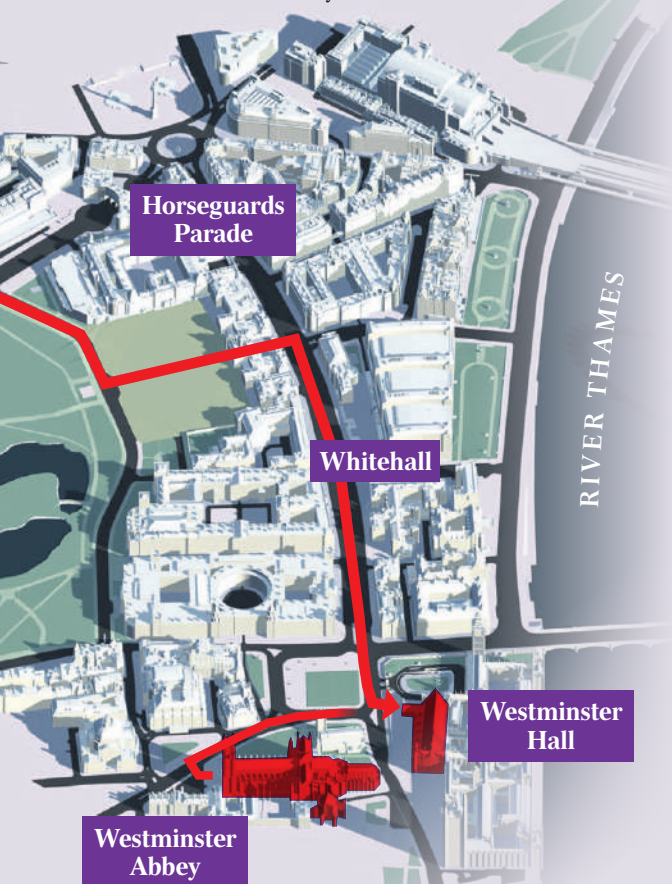 Horseguards
Parade
RIVER THAMES
Whitehall
Westminster
Hall
Westminster
Abbey